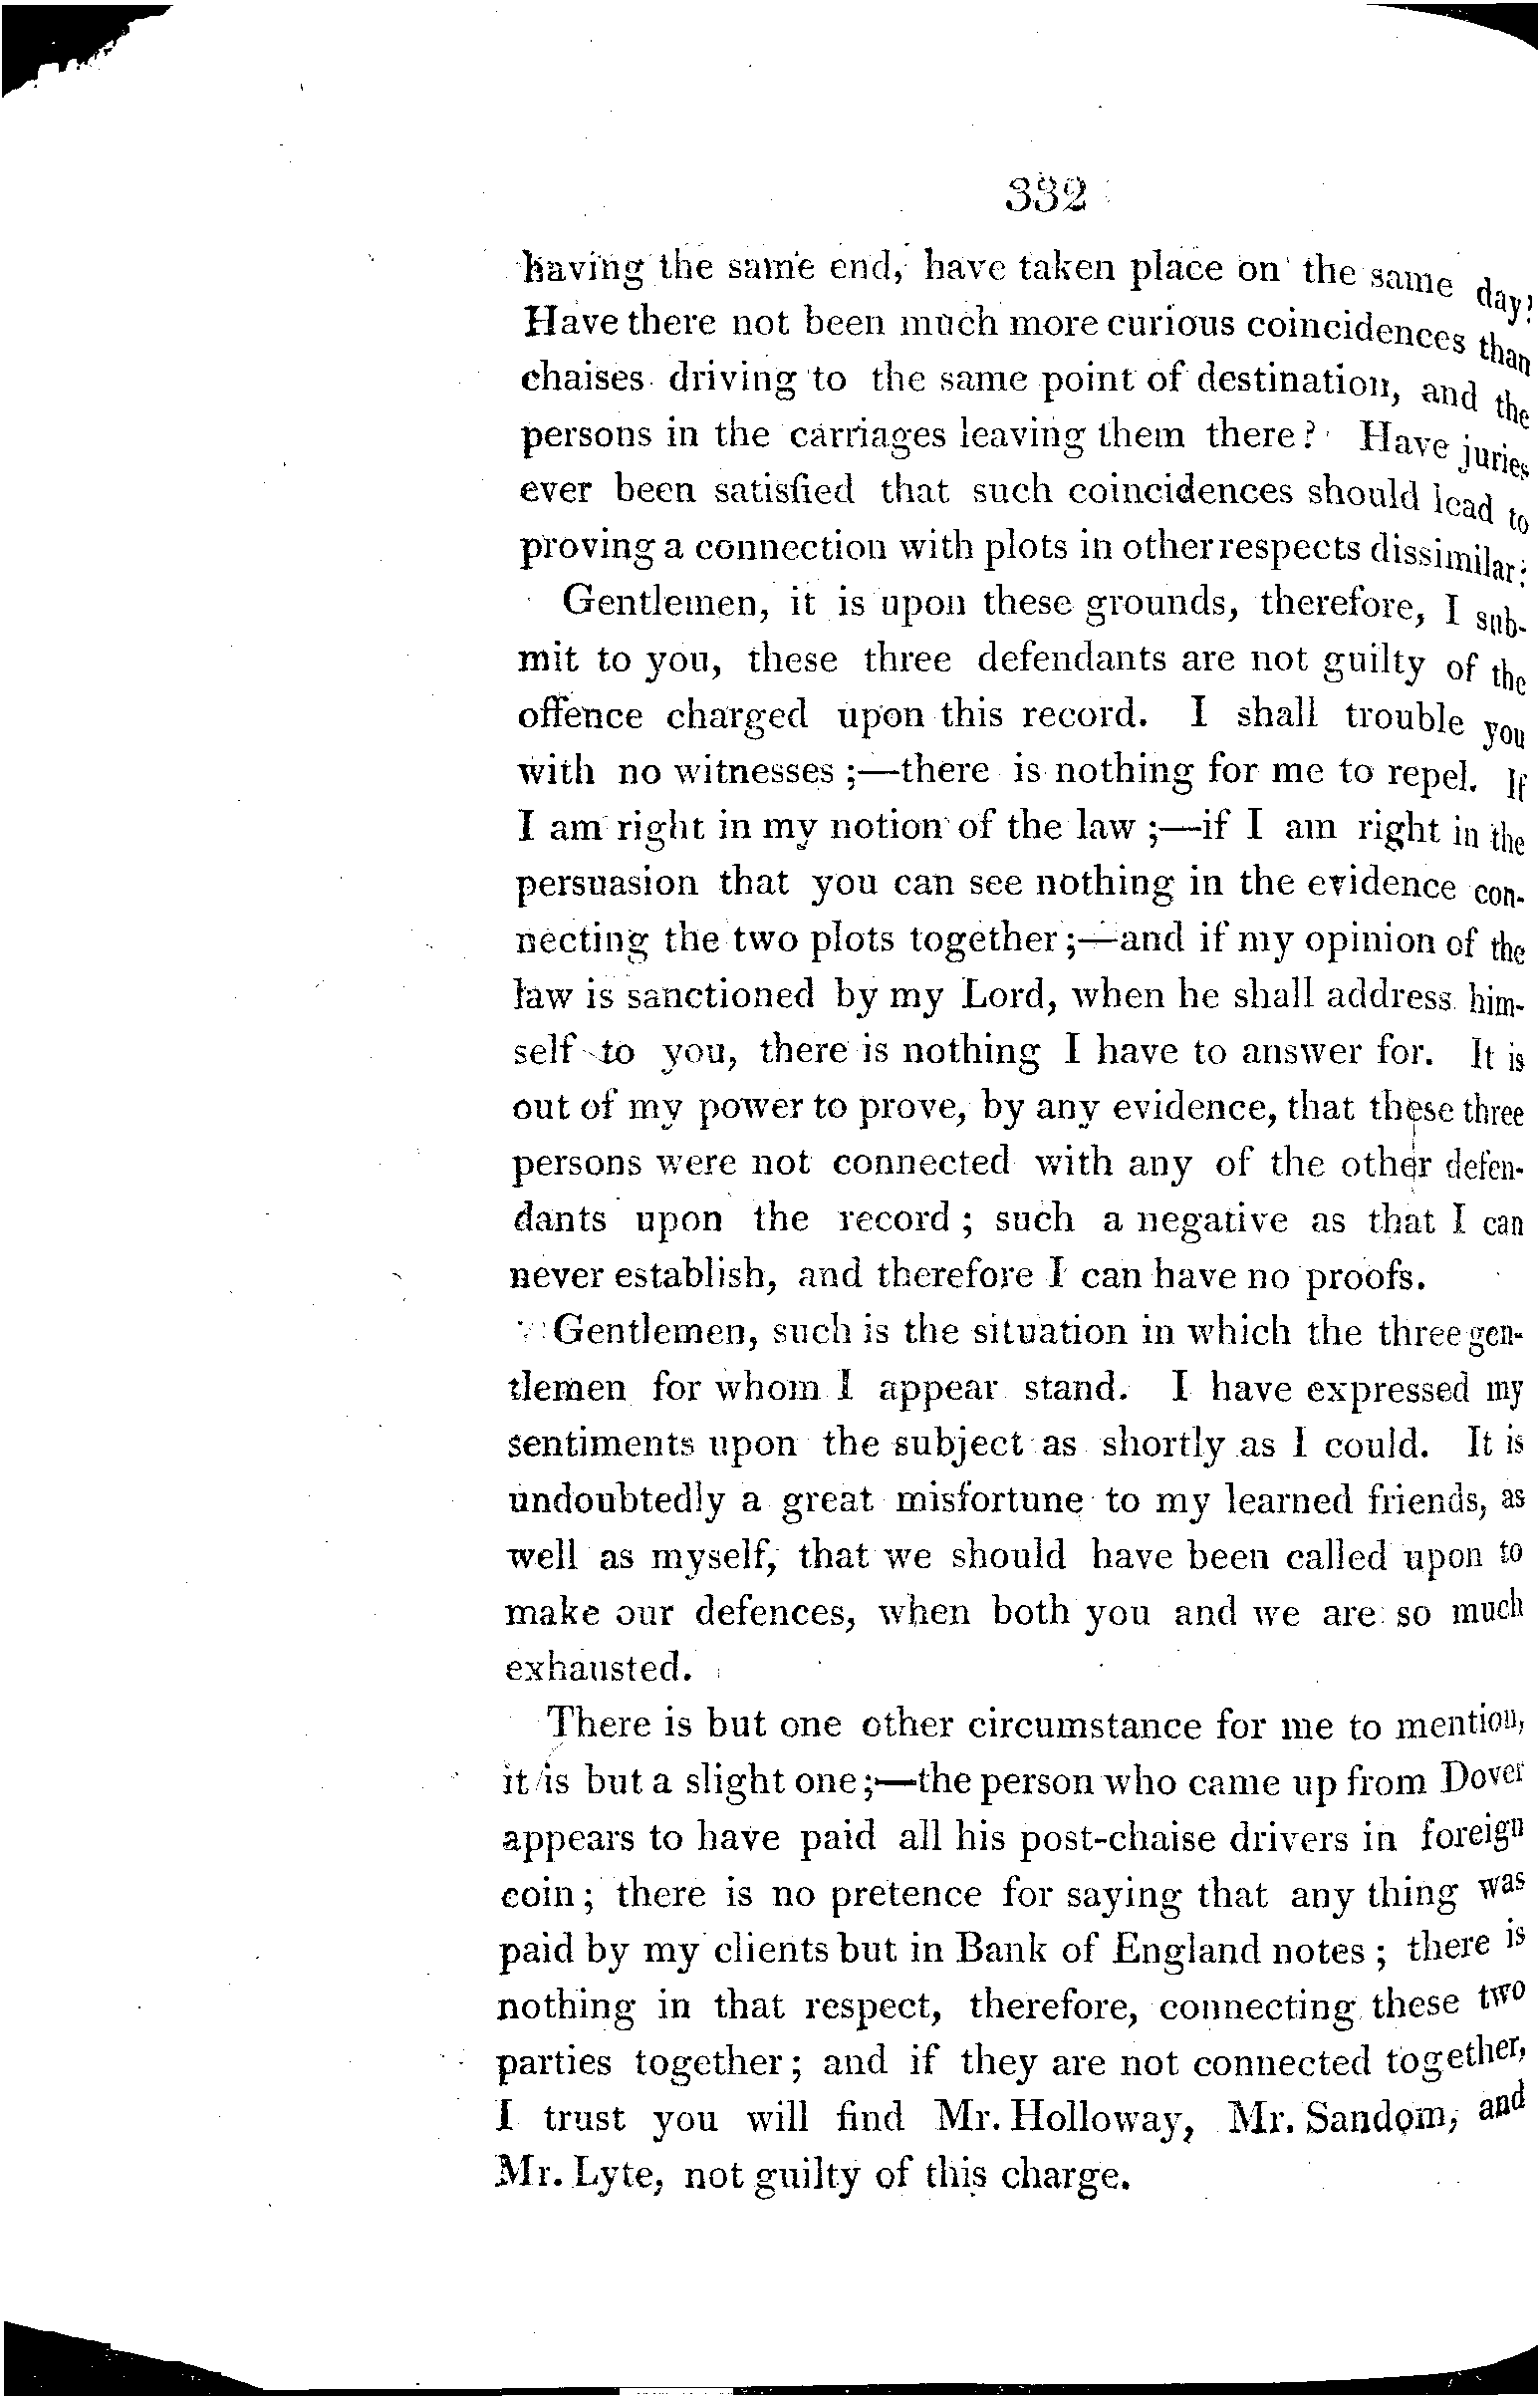 332
having the same end, have taken place on the same day?
Have there not been much more curious coincidences than
chaises driving to the same point of destination, and the
persons in the carriages leaving them there? Have juries
ever been satisfied that such coincidences should lead to
proving a connection with plots in other respects dissimilar?
Gentlemen, it is upon these grounds, therefore, I sub-
mit to you, these three defendants are not guilty of the
offence charged upon this record. I shall trouble you
with no witnesses ;—there is nothing for me to repel. If
I am right in my notion of the law ;—if I am right in the
persuasion that you can see nothing in the evidence con-
necting the two plots together ;—and if my opinion of the
law is sanctioned by my Lord, when he shall address him-
self to you, there is nothing I have to answer for. It is
out of my power to prove, by any evidence, that these three
persons were not connected with any of the other defen-
dants upon the record ; such a negative as that I can
never establish, and therefore I can have no proofs.
Gentlemen, such is the situation in which the three gen-
tlemen for whom I appear stand. I have expressed my
sentiments upon the subject as shortly as I could. It is
undoubtedly a great misfortune to my learned friends, as
well as myself, that we should have been called upon to
make our defences, when both you and we are so much
exhausted.
There is but one other circumstance for me to mention,
it is but a slight one ;—the person who came up from Dover
appears to have paid all his post-chaise drivers in foreign
coin ; there is no pretence for saying that any thing was
paid by my clients but in Bank of England notes ; there is
nothing in that respect, therefore, connecting these two
parties together ; and if they are not connected together,
I trust you will find Mr. Holloway, Mr. Sandom, and
Mr. Lyte, not guilty of this charge.